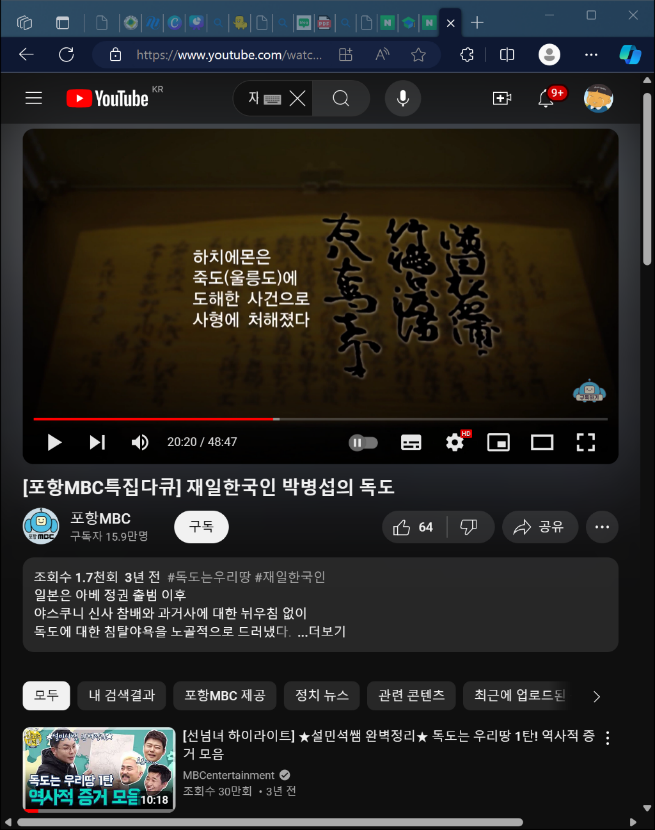 https://www.youtube.com/watc...
YouTube KR
자
9+
하치에몬은
죽도(울릉도)에
도해한 사건으로
사형에 처해졌다
20:20 / 48:47
HD
[포항MBC특집다큐] 재일한국인 박병섭의 독도
포항MBC
구독자 15.9만명
구독
64
공유
조회수 1.7천회 3년 전 #독도는우리땅 #재일한국인
일본은 아베 정권 출범 이후
야스쿠니 신사 참배와 과거사에 대한 뉘우침 없이
독도에 대한 침탈야욕을 노골적으로 드러냈다. ...더보기
모두
내 검색결과
포항MBC 제공
정치 뉴스
관련 콘텐츠
최근에 업로드된
독도는 우리땅 1탄
역사적 증거 모음
10:18
[선넘녀 하이라이트] ★설민석쌤 완벽정리★ 독도는 우리땅 1탄! 역사적 증
거 모음
MBCentertainment
조회수 30만회 • 3년 전